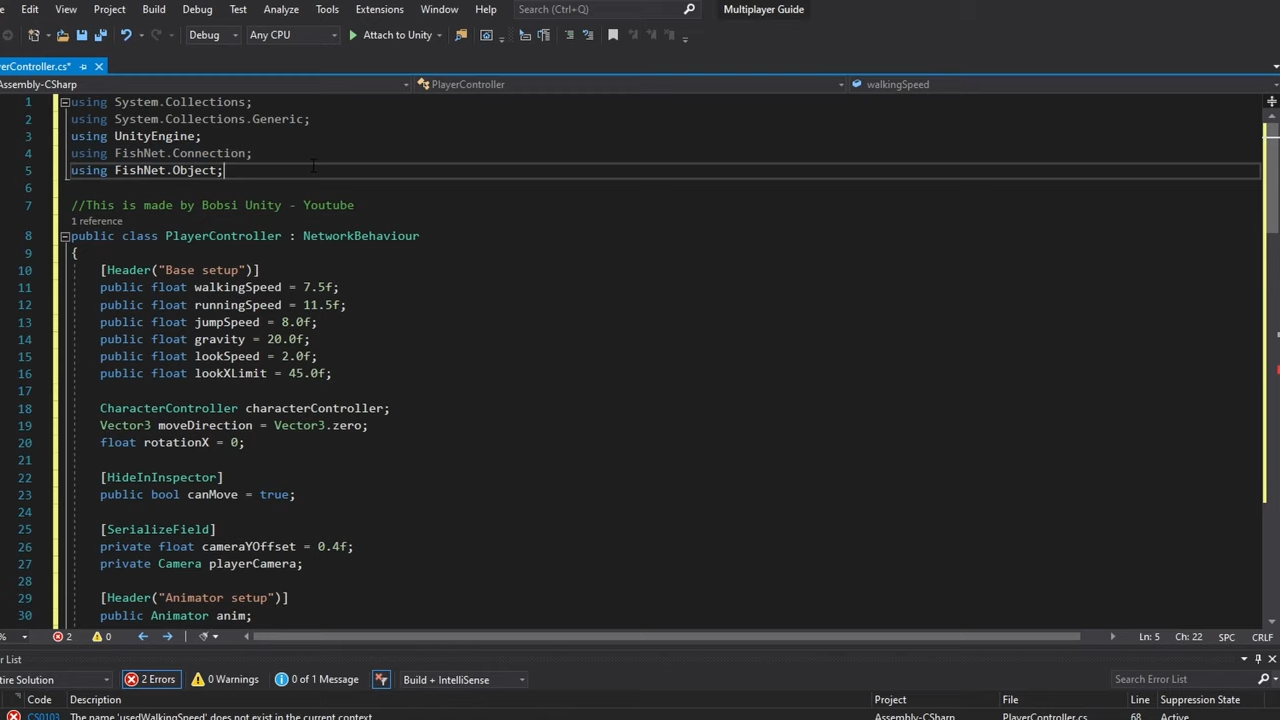 Edit View Project Build Debug Test Analyze Tools Extensions Window Help Search (Ctrl+Q) Multiplayer Guide
Debug Any CPU Attach to Unity
erController.cs*
Assembly-CSharp PlayerController walkingSpeed
1 using System.Collections;
2 using System.Collections.Generic;
3 using UnityEngine;
4 using FishNet.Connection;
5 using FishNet.Object;
6
7 //This is made by Bobsi Unity - Youtube
1 reference
8 public class PlayerController : NetworkBehaviour
9 {
10 [Header("Base setup")]
11 public float walkingSpeed = 7.5f;
12 public float runningSpeed = 11.5f;
13 public float jumpSpeed = 8.0f;
14 public float gravity = 20.0f;
15 public float lookSpeed = 2.0f;
16 public float lookXLimit = 45.0f;
17
18 CharacterController characterController;
19 Vector3 moveDirection = Vector3.zero;
20 float rotationX = 0;
21
22 [HideInInspector]
23 public bool canMove = true;
24
25 [SerializeField]
26 private float cameraYOffset = 0.4f;
27 private Camera playerCamera;
28
29 [Header("Animator setup")]
30 public Animator anim;
% 2 0 Ln: 5 Ch: 22 SPC CRLF
er List
tire Solution 2 Errors 0 Warnings 0 of 1 Message Build + IntelliSense Search Error List
Code Description Project File Line Suppression State
CS0103 The name 'usedWalkingSpeed' does not exist in the current context Assembly-CSharp PlayerController.cs 68 Active